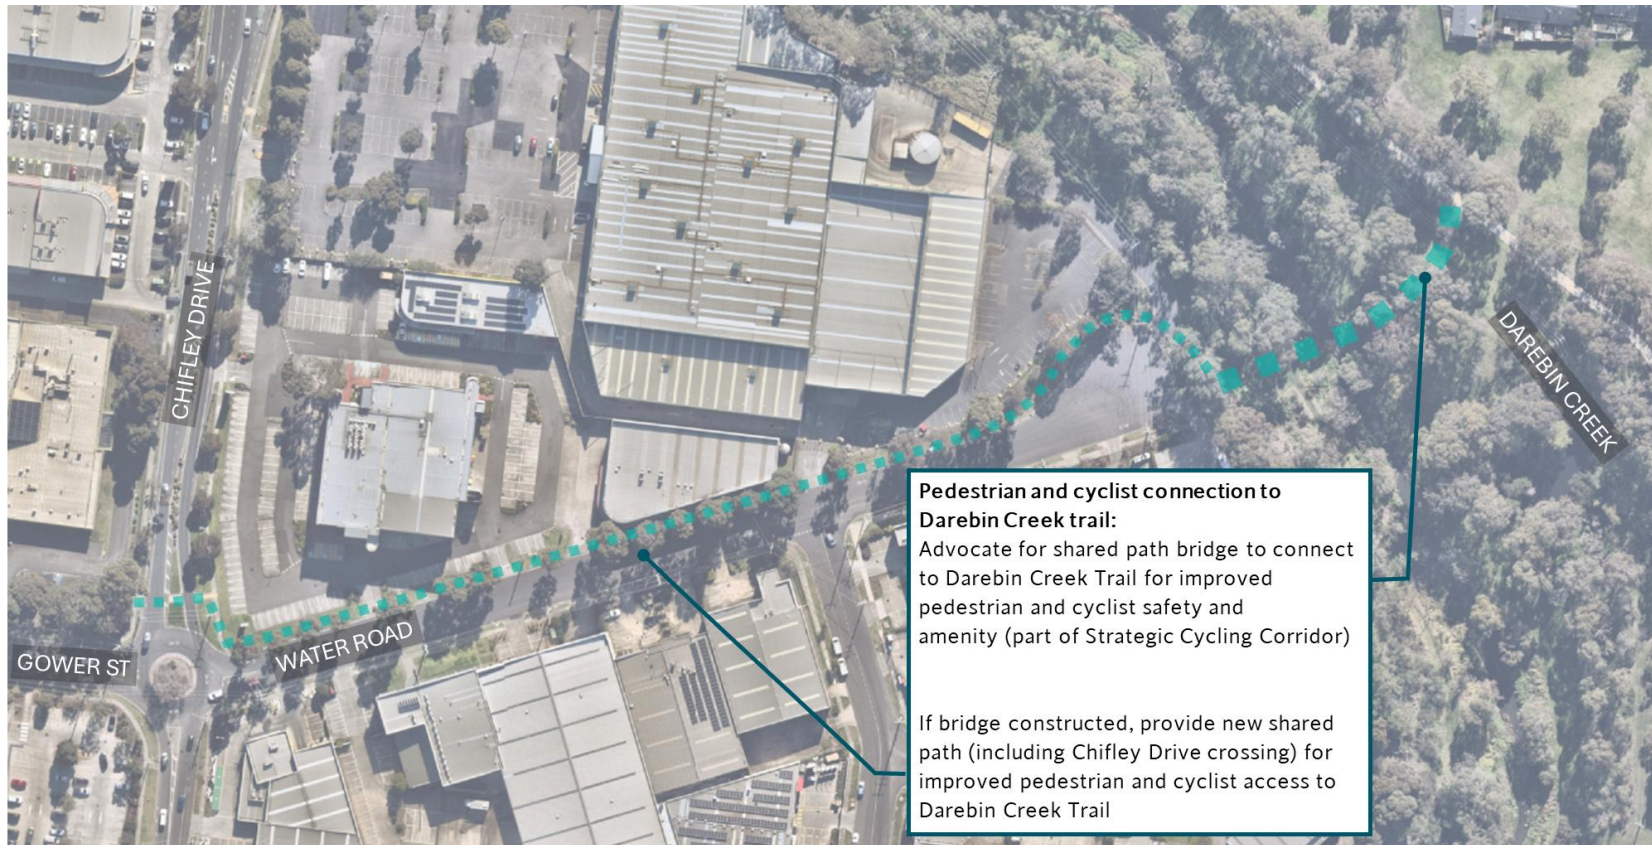 CHIFLEY DRIVE
DAREBIN CREEK
Pedestrian and cyclist connection to
Darebin Creek trail:
Advocate for shared path bridge to connect
to Darebin Creek Trail for improved
pedestrian and cyclist safety and
amenity (part of Strategic Cycling Corridor)
If bridge constructed, provide new shared
path (including Chifley Drive crossing) for
improved pedestrian and cyclist access to
Darebin Creek Trail
WATER ROAD
GOWER ST